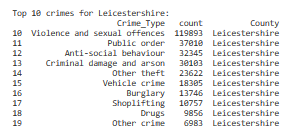 Top 10 crimes for Leicestershire:
Crime_Type count County
10 Violence and sexual offences 119893 Leicestershire
11 Public order 37010 Leicestershire
12 Anti-social behaviour 32345 Leicestershire
13 Criminal damage and arson 30103 Leicestershire
14 Other theft 23622 Leicestershire
15 Vehicle crime 18305 Leicestershire
16 Burglary 13746 Leicestershire
17 Shoplifting 10757 Leicestershire
18 Drugs 9856 Leicestershire
19 Other crime 6983 Leicestershire